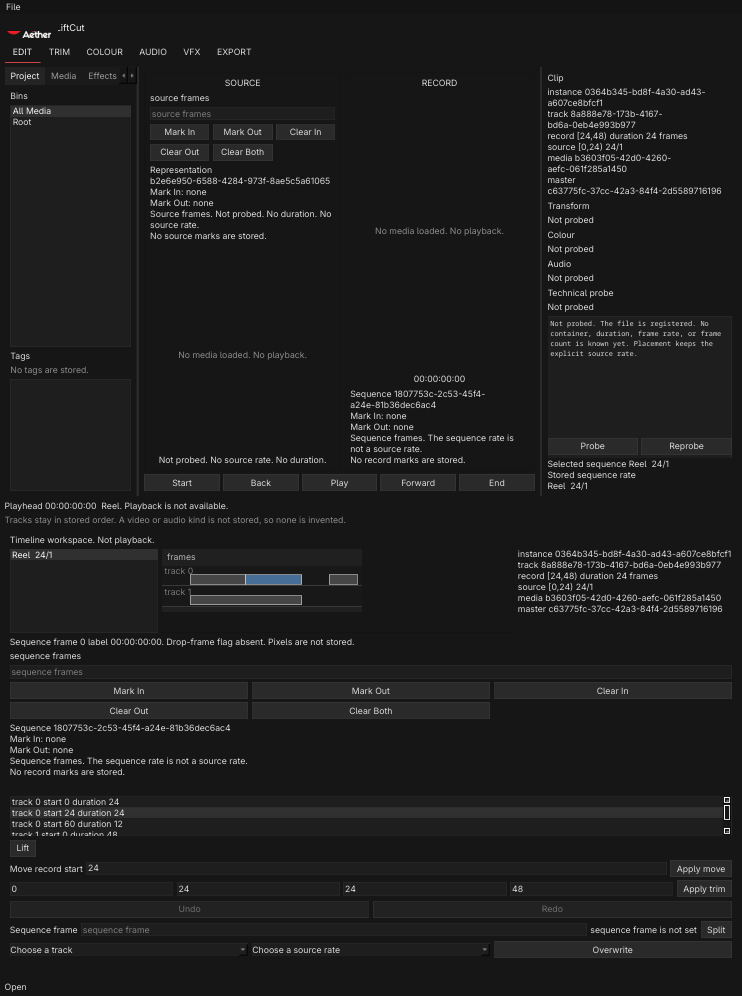 File
Aether
LiftCut
EDIT TRIM COLOUR AUDIO VFX EXPORT
Project Media Effects
Bins
All Media
Root
Tags
No tags are stored.
SOURCE
source frames
source frames
Mark In Mark Out Clear In
Clear Out Clear Both
Representation
b2e6e950-6588-4284-973f-8ae5c5a61065
Mark In: none
Mark Out: none
Source frames. Not probed. No duration. No
source rate.
No source marks are stored.
No media loaded. No playback.
Not probed. No source rate. No duration.
RECORD
No media loaded. No playback.
00:00:00:00
Sequence 1807753c-2c53-45f4-
a24e-81b36dec6ac4
Mark In: none
Mark Out: none
Sequence frames. The sequence rate is
not a source rate.
No record marks are stored.
Start Back Play Forward End
Clip
instance 0364b345-bd8f-4a30-ad43-
a607ce8bfcf1
track 8a888e78-173b-4167-
bd6a-0eb4e993b977
record [24,48) duration 24 frames
source [0,24) 24/1
media b3603f05-42d0-4260-
aefc-061f285a1450
master
c63775fc-37cc-42a3-84f4-2d5589716196
Transform
Not probed
Colour
Not probed
Audio
Not probed
Technical probe
Not probed
Not probed. The file is registered. No
container, duration, frame rate, or frame
count is known yet. Placement keeps the
explicit source rate.
Probe Reprobe
Selected sequence Reel 24/1
Stored sequence rate
Reel 24/1
Playhead 00:00:00:00 Reel. Playback is not available.
Tracks stay in stored order. A video or audio kind is not stored, so none is invented.
Timeline workspace. Not playback.
Reel 24/1
frames
track 0
track 1
instance 0364b345-bd8f-4a30-ad43-a607ce8bfcf1
track 8a888e78-173b-4167-bd6a-0eb4e993b977
record [24,48) duration 24 frames
source [0,24) 24/1
media b3603f05-42d0-4260-aefc-061f285a1450
master c63775fc-37cc-42a3-84f4-2d5589716196
Sequence frame 0 label 00:00:00:00. Drop-frame flag absent. Pixels are not stored.
sequence frames
sequence frames
Mark In Mark Out Clear In
Clear Out Clear Both
Sequence 1807753c-2c53-45f4-a24e-81b36dec6ac4
Mark In: none
Mark Out: none
Sequence frames. The sequence rate is not a source rate.
No record marks are stored.
track 0 start 0 duration 24
track 0 start 24 duration 24
track 0 start 60 duration 12
track 1 start 0 duration 48
Lift
Move record start 24 Apply move
0 24 24 48 Apply trim
Undo Redo
Sequence frame sequence frame sequence frame is not set Split
Choose a track Choose a source rate Overwrite
Open